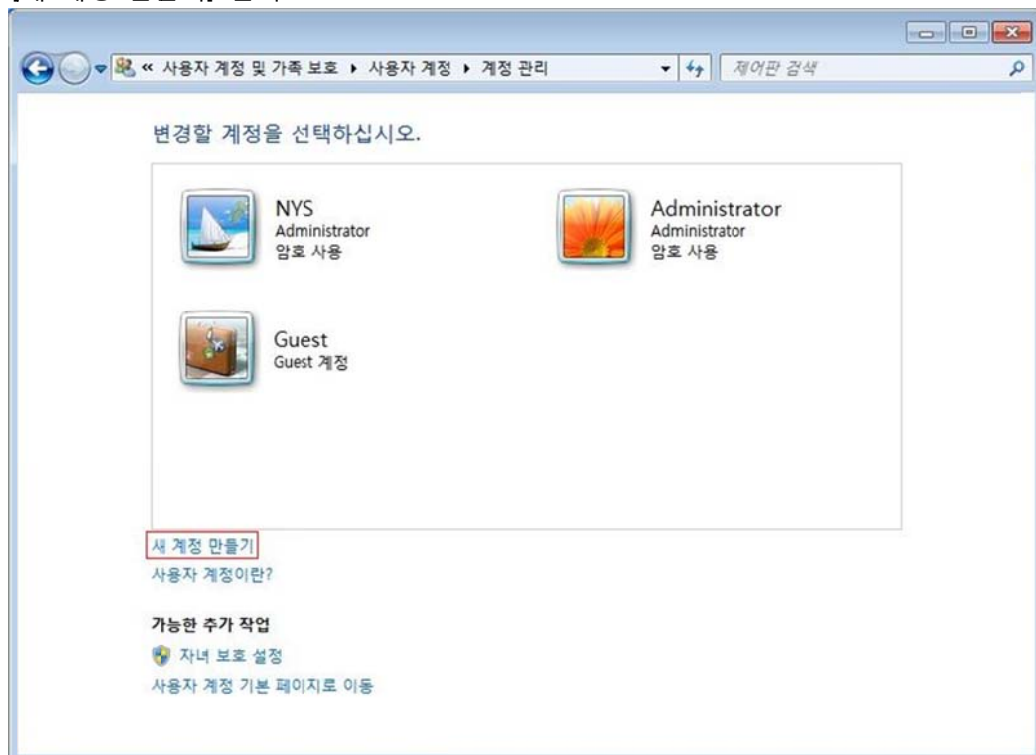 « 사용자 계정 및 가족 보호 ▸ 사용자 계정 ▸ 계정 관리
제어판 검색
변경할 계정을 선택하십시오.
NYS
Administrator
암호 사용
Administrator
Administrator
암호 사용
Guest
Guest 계정
새 계정 만들기
사용자 계정이란?
가능한 추가 작업
자녀 보호 설정
사용자 계정 기본 페이지로 이동